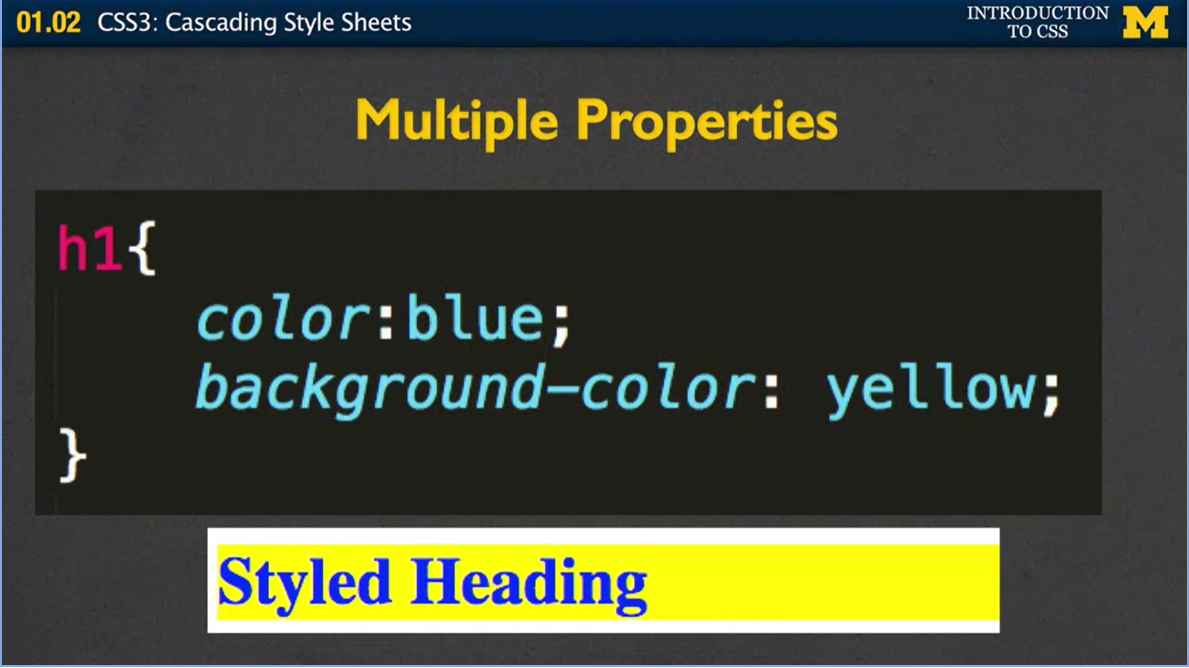 01.02 CSS3: Cascading Style Sheets
INTRODUCTION
TO CSS
M
Multiple Properties
h1{
color:blue;
background-color: yellow;
}
Styled Heading